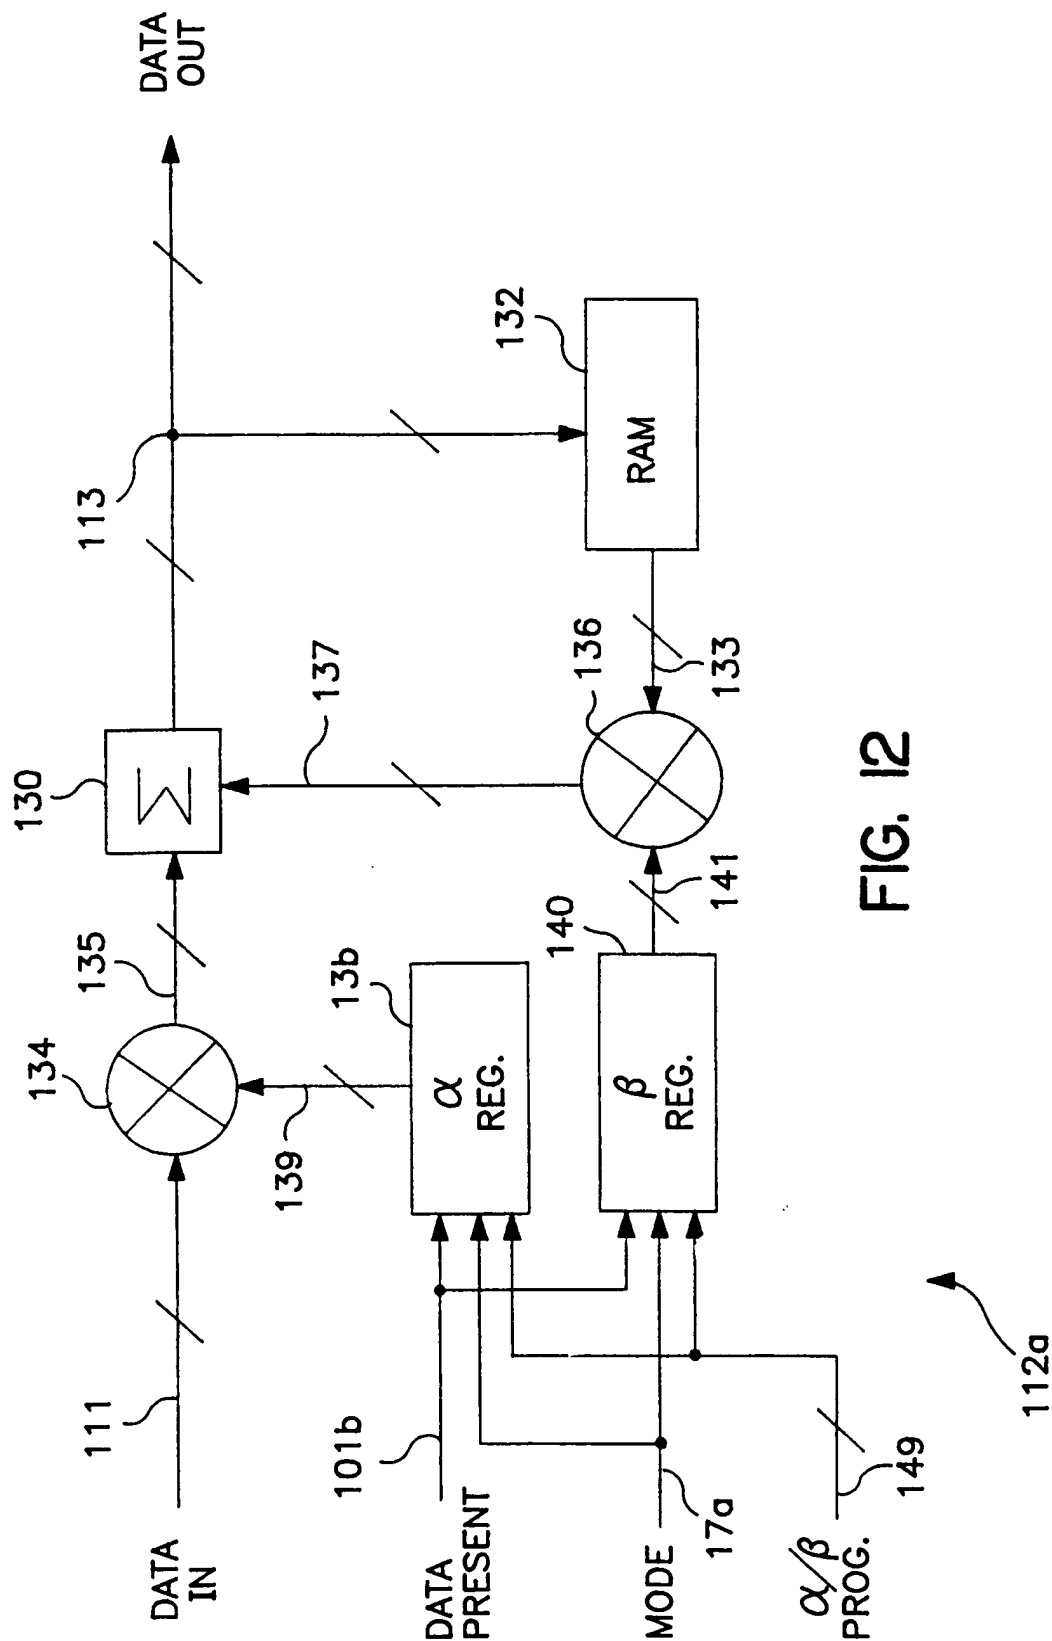 DATA
IN
111
134
135
130
113
DATA
OUT
DATA
PRESENT
101b
139
α
REG.
13b
137
MODE
17a
β
REG.
140
141
136
133
RAM
132
α/β
PROG.
149
112a
FIG. 12